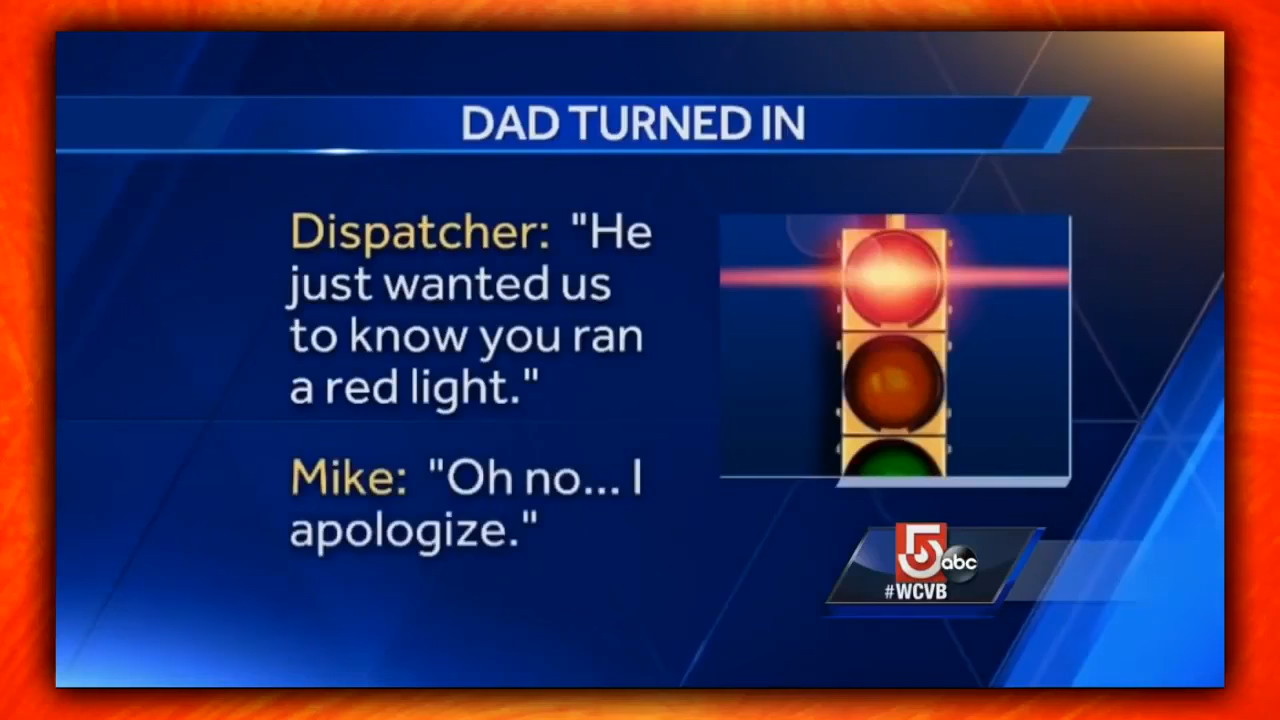 DAD TURNED IN
Dispatcher: "He
just wanted us
to know you ran
a red light."
Mike: "Oh no... I
apologize."
5 abc
#WCVB